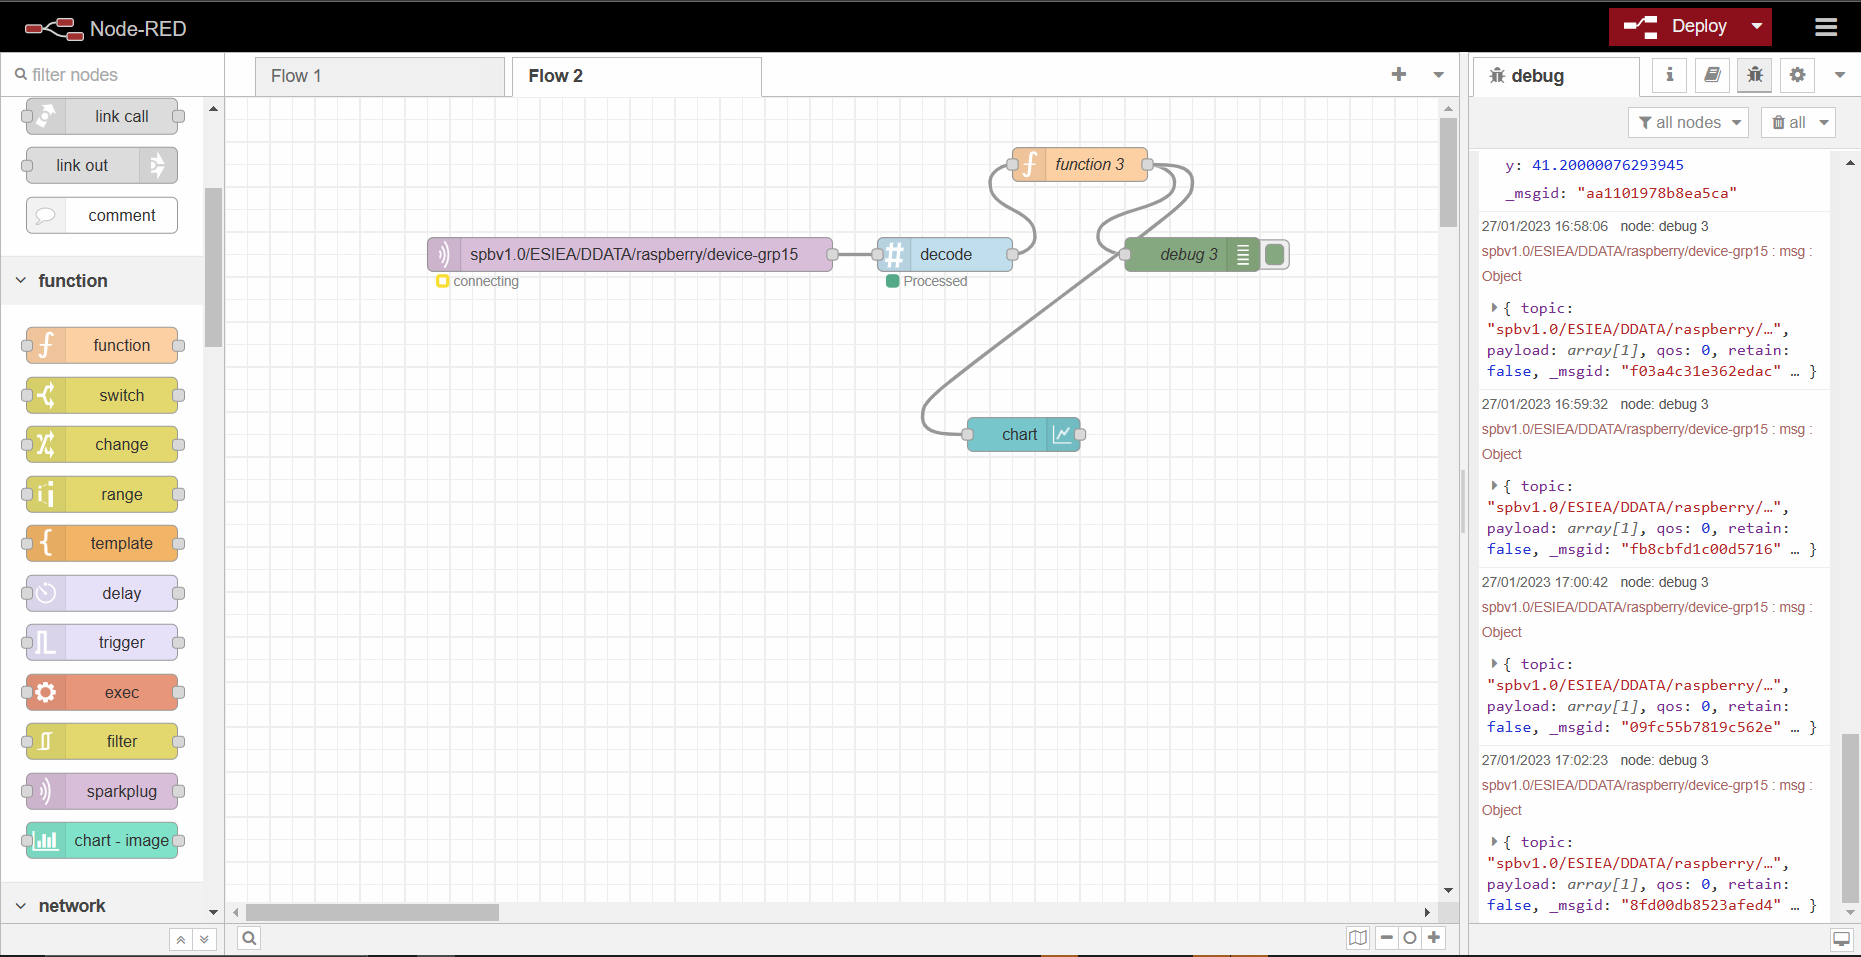 Node-RED
Deploy
filter nodes
link call
link out
comment
function
function
switch
change
range
template
delay
trigger
exec
filter
sparkplug
chart - image
network
Flow 1
Flow 2
function 3
spbv1.0/ESIEA/DDATA/raspberry/device-grp15
connecting
decode
Processed
debug 3
chart
debug
all nodes
all
y: 41.20000076293945
_msgid: "aa1101978b8ea5ca"
27/01/2023 16:58:06 node: debug 3
spbv1.0/ESIEA/DDATA/raspberry/device-grp15 : msg :
Object
{ topic:
"spbv1.0/ESIEA/DDATA/raspberry/…",
payload: array[1], qos: 0, retain:
false, _msgid: "f03a4c31e362edac" … }
27/01/2023 16:59:32 node: debug 3
spbv1.0/ESIEA/DDATA/raspberry/device-grp15 : msg :
Object
{ topic:
"spbv1.0/ESIEA/DDATA/raspberry/…",
payload: array[1], qos: 0, retain:
false, _msgid: "fb8cbfd1c00d5716" … }
27/01/2023 17:00:42 node: debug 3
spbv1.0/ESIEA/DDATA/raspberry/device-grp15 : msg :
Object
{ topic:
"spbv1.0/ESIEA/DDATA/raspberry/…",
payload: array[1], qos: 0, retain:
false, _msgid: "09fc55b7819c562e" … }
27/01/2023 17:02:23 node: debug 3
spbv1.0/ESIEA/DDATA/raspberry/device-grp15 : msg :
Object
{ topic:
"spbv1.0/ESIEA/DDATA/raspberry/…",
payload: array[1], qos: 0, retain:
false, _msgid: "8fd00db8523afed4" … }